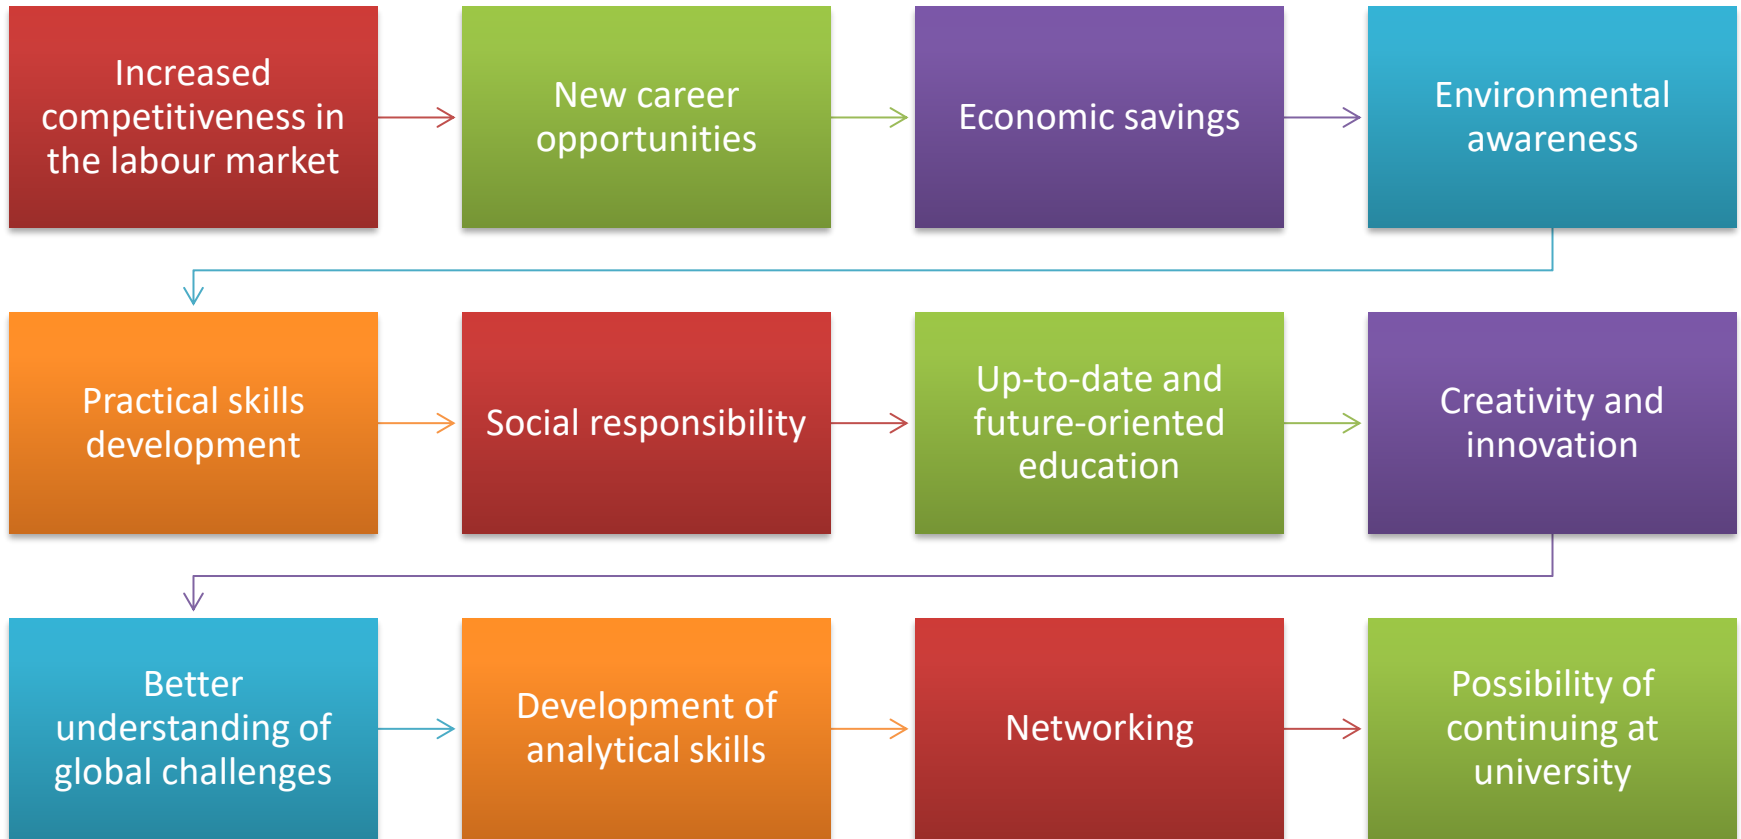 Increased
competitiveness in
the labour market
New career
opportunities
Economic savings
Environmental
awareness
Practical skills
development
Social responsibility
Up-to-date and
future-oriented
education
Creativity and
innovation
Better
understanding of
global challenges
Development of
analytical skills
Networking
Possibility of
continuing at
university